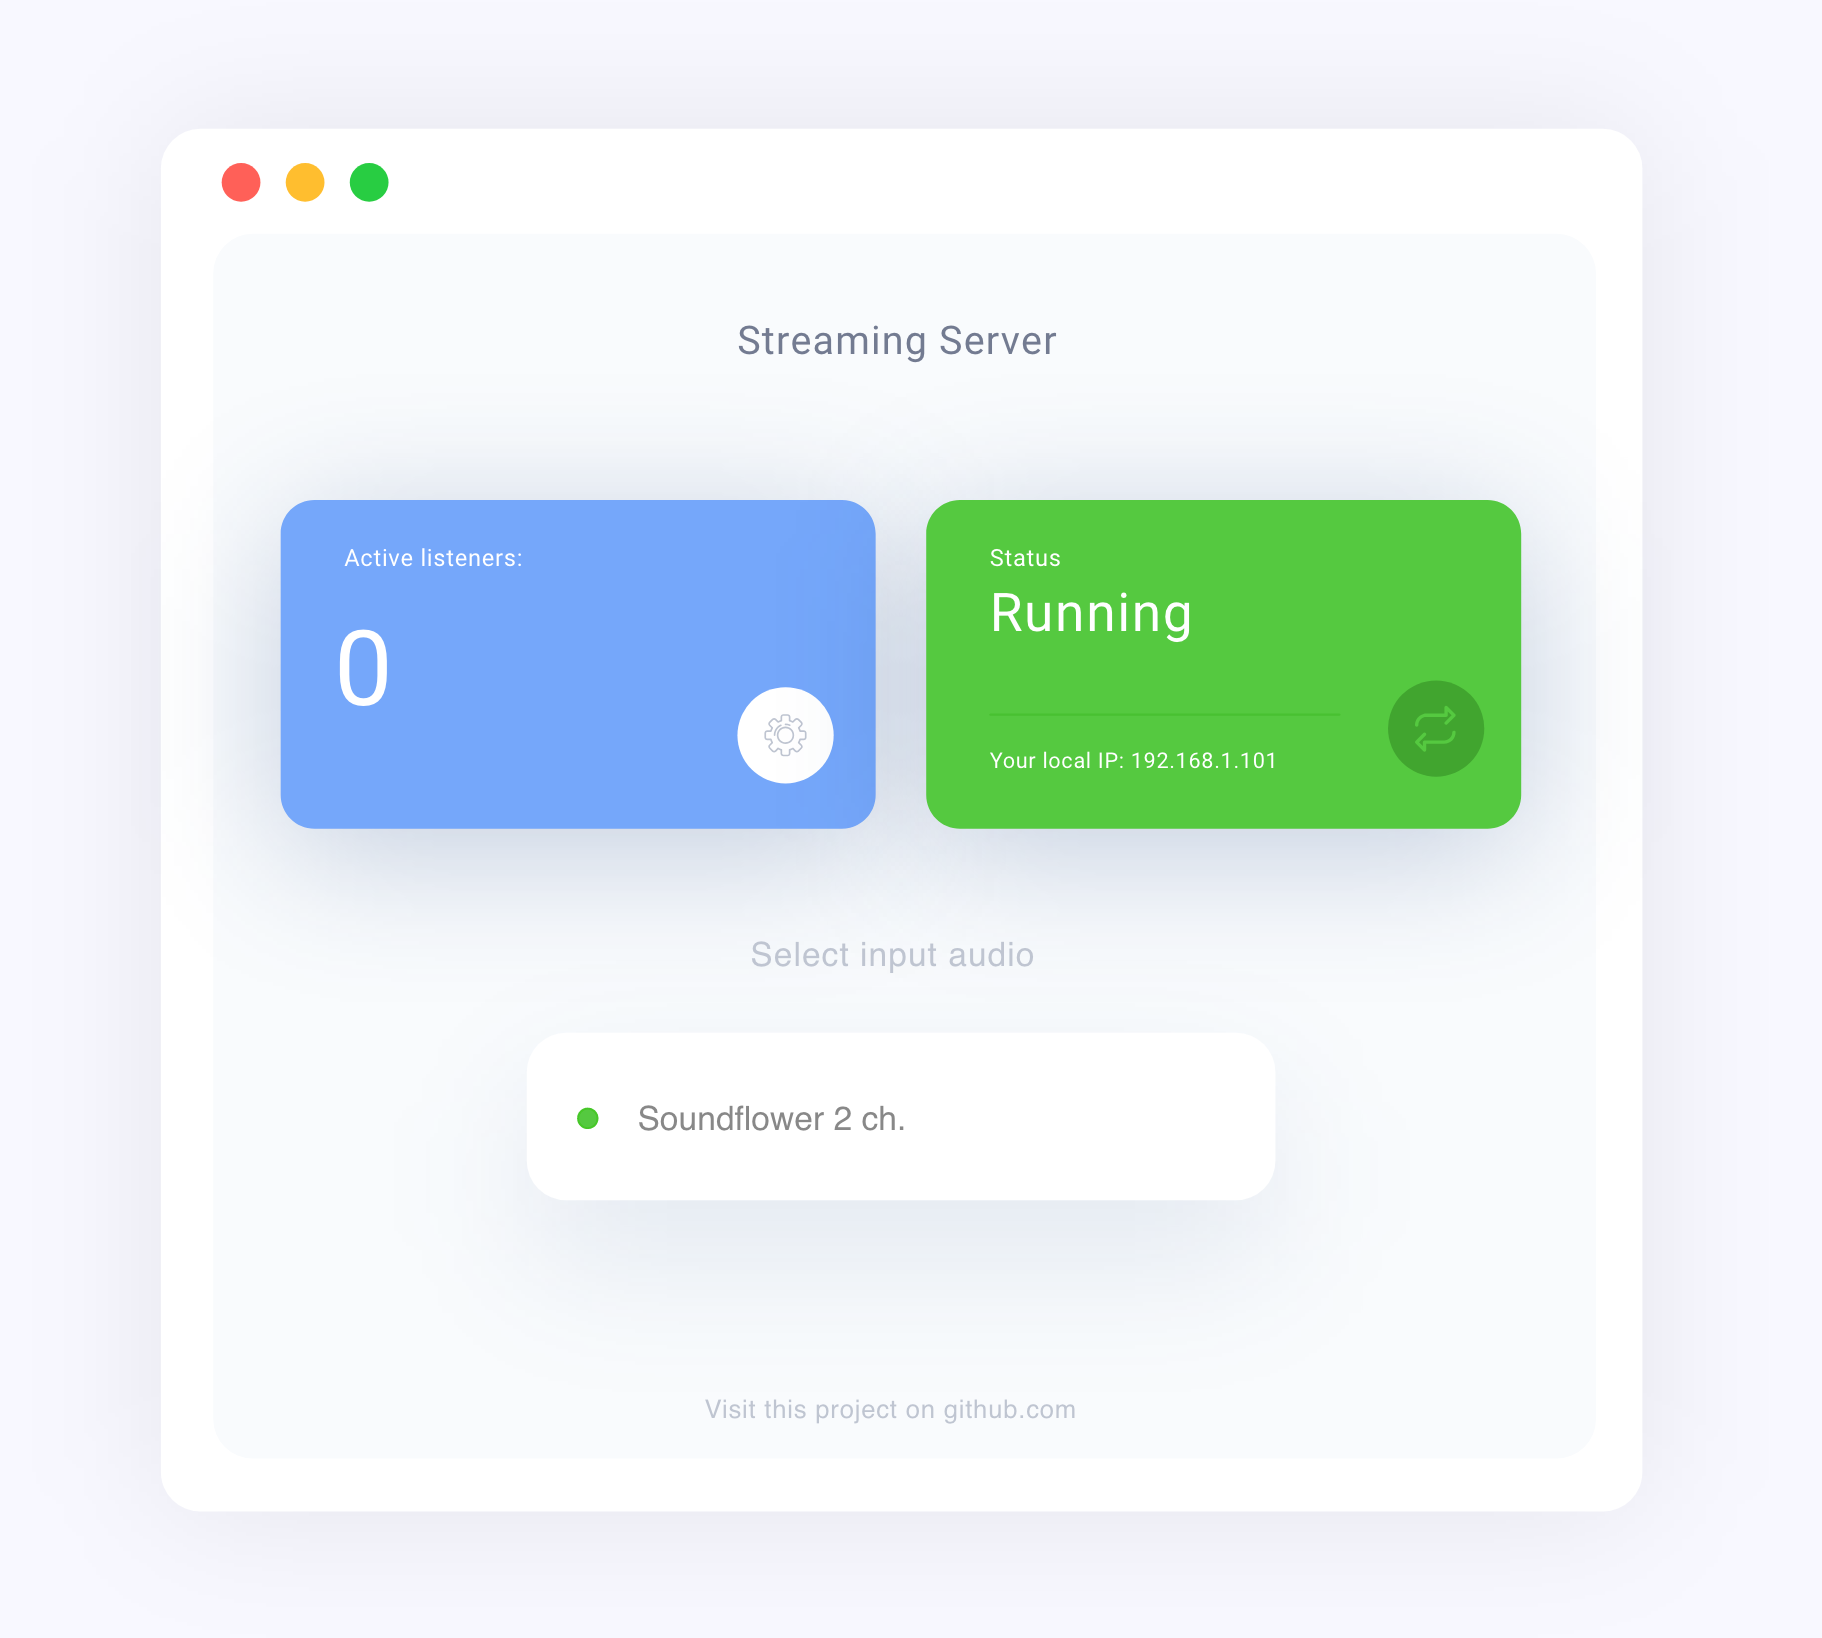 Streaming Server
Active listeners:
0
Status
Running
Your local IP: 192.168.1.101
Select input audio
Soundflower 2 ch.
Visit this project on github.com